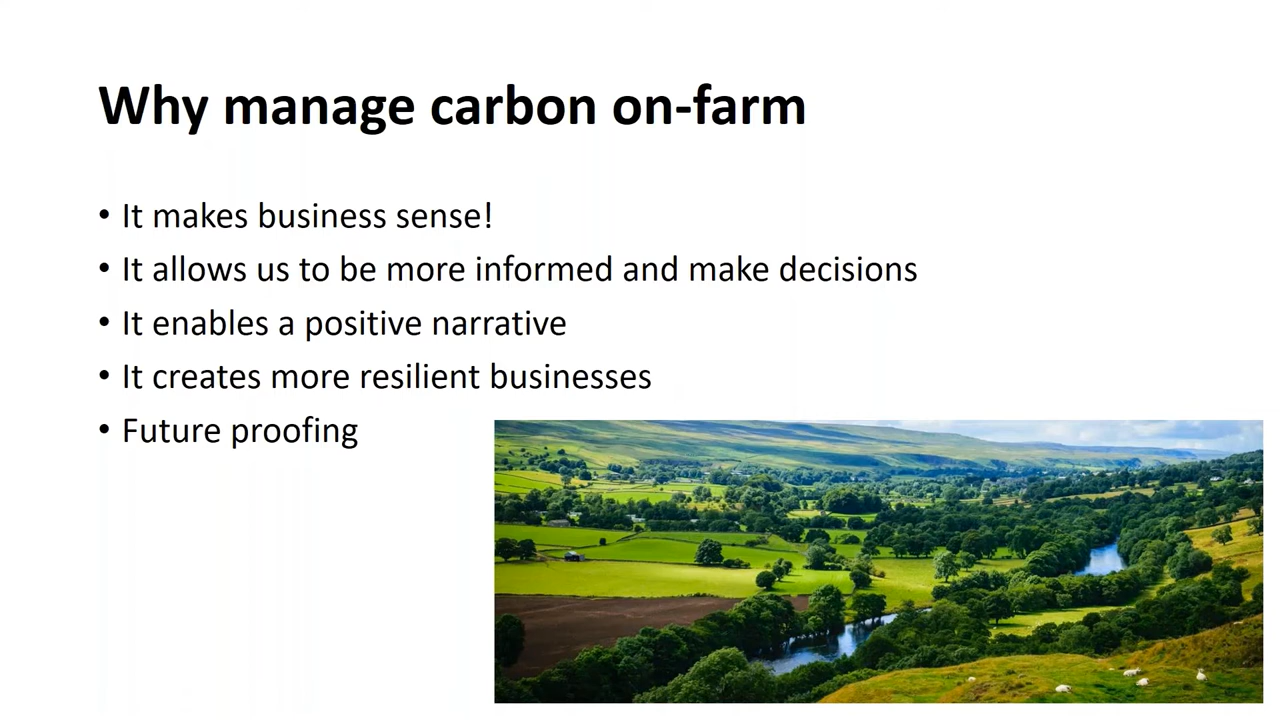 Why manage carbon on-farm
• It makes business sense!
• It allows us to be more informed and make decisions
• It enables a positive narrative
• It creates more resilient businesses
• Future proofing